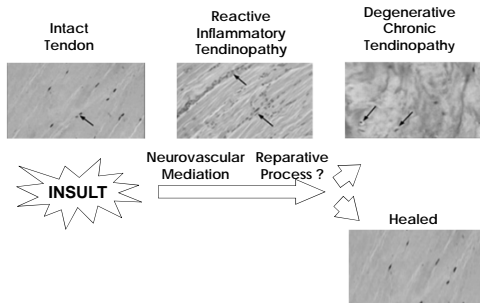 Intact
Tendon
Reactive
Inflammatory
Tendinopathy
Degenerative
Chronic
Tendinopathy
INSULT
Neurovascular
Mediation
Reparative
Process ?
Healed